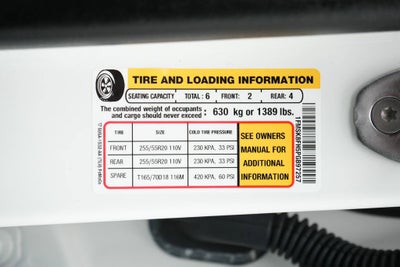 TIRE AND LOADING INFORMATION
SEATING CAPACITY TOTAL: 6 FRONT: 2 REAR: 4
The combined weight of occupants
and cargo should never exceed: 630 kg or 1389 lbs.
TIRE SIZE COLD TIRE PRESSURE
FRONT 255/55R20 110V 230 KPA, 33 PSI
REAR 255/55R20 110V 230 KPA, 33 PSI
SPARE T165/70D18 116M 420 KPA, 60 PSI
SEE OWNERS
MANUAL FOR
ADDITIONAL
INFORMATION